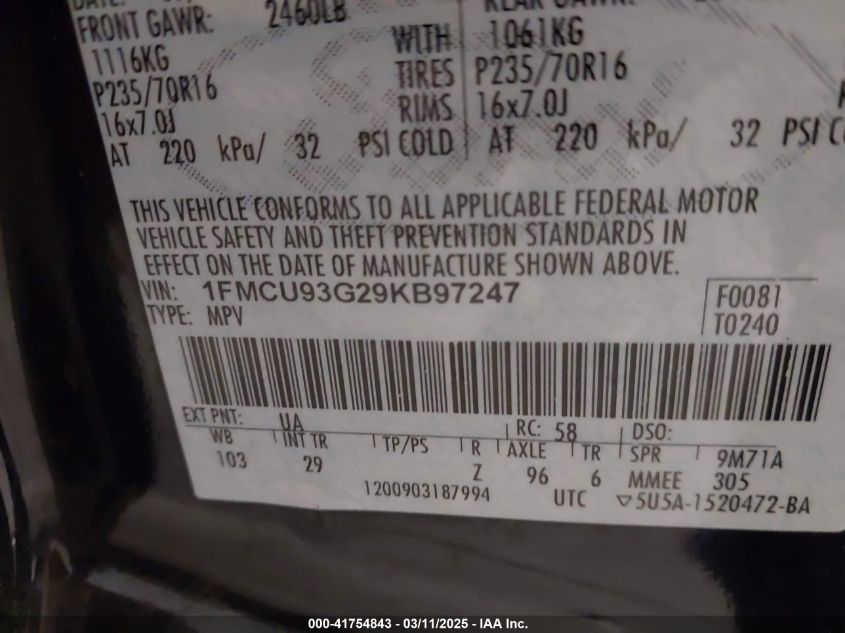 FRONT GAWR: 2460LB
1116KG WITH 1061KG
P235/70R16 TIRES P235/70R16
16x7.0J RIMS 16x7.0J
AT 220 kPa/ 32 PSI COLD AT 220 kPa/ 32 PSI
THIS VEHICLE CONFORMS TO ALL APPLICABLE FEDERAL MOTOR
VEHICLE SAFETY AND THEFT PREVENTION STANDARDS IN
EFFECT ON THE DATE OF MANUFACTURE SHOWN ABOVE.
VIN: 1FMCU93G29KB97247 F0081
TYPE: MPV T0240
EXT PNT: UA RC: 58 DSO:
WB INT TR TP/PS R AXLE TR SPR 9M71A
103 29 Z 96 6 MMEE 305
1200903187994 UTC ▽5U5A-1520472-BA
000-41754843 - 03/11/2025 - IAA Inc.